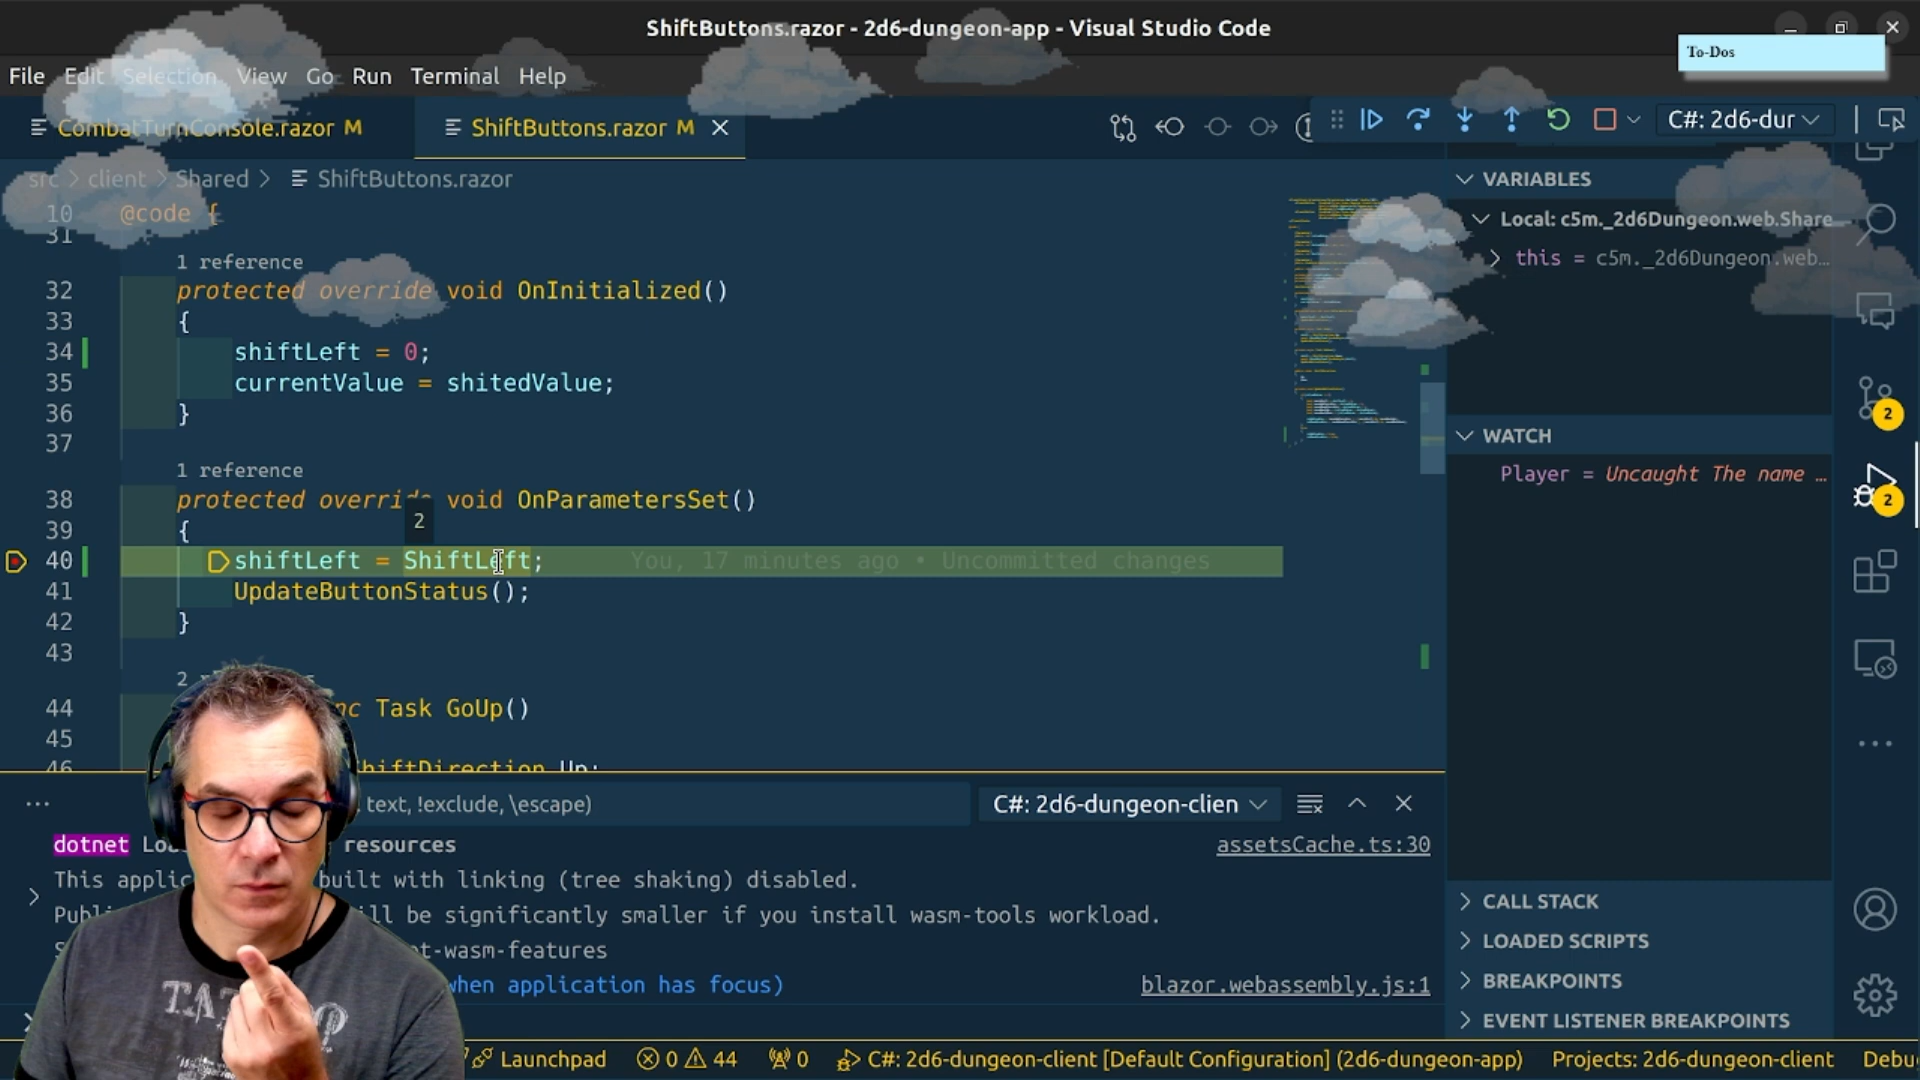 ShiftButtons.razor - 2d6-dungeon-app - Visual Studio Code
To-Dos
File Edit Selection View Go Run Terminal Help
CombatTurnConsole.razor M
ShiftButtons.razor M
C#: 2d6-dur
src > client > Shared > ShiftButtons.razor
10 @code {
31
1 reference
32 protected override void OnInitialized()
33 {
34 shiftLeft = 0;
35 currentValue = shitedValue;
36 }
37
1 reference
38 protected override void OnParametersSet()
2
39 {
40 shiftLeft = ShiftLeft; You, 17 minutes ago • Uncommitted changes
41 UpdateButtonStatus();
42 }
43
2
44 nc Task GoUp()
45
46 hiftDirection.Up;
VARIABLES
Local: c5m._2d6Dungeon.web.Share
this = c5m._2d6Dungeon.web…
WATCH
Player = Uncaught The name …
CALL STACK
LOADED SCRIPTS
BREAKPOINTS
EVENT LISTENER BREAKPOINTS
2
2
text, !exclude, \escape)
C#: 2d6-dungeon-clien
dotnet Loa resources
assetsCache.ts:30
This applic built with linking (tree shaking) disabled.
Publi ill be significantly smaller if you install wasm-tools workload.
t-wasm-features
when application has focus)
blazor.webassembly.js:1
Launchpad 0 44 0 C#: 2d6-dungeon-client [Default Configuration] (2d6-dungeon-app) Projects: 2d6-dungeon-client Debu